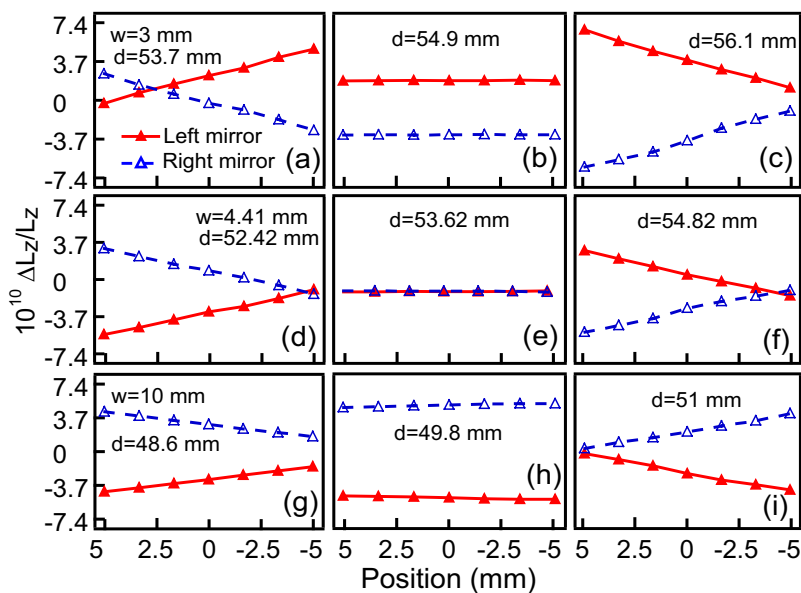 7.4
3.7
0
-3.7
-7.4
w=3 mm
d=53.7 mm
Left mirror
Right mirror
(a)
d=54.9 mm
(b)
d=56.1 mm
(c)
7.4
3.7
0
-3.7
-7.4
w=4.41 mm
d=52.42 mm
(d)
d=53.62 mm
(e)
d=54.82 mm
(f)
7.4
3.7
0
-3.7
-7.4
w=10 mm
d=48.6 mm
(g)
d=49.8 mm
(h)
d=51 mm
(i)
10^10 ΔL_Z/L_Z
5 2.5 0 -2.5 -5 5 2.5 0 -2.5 -5 5 2.5 0 -2.5 -5
Position (mm)